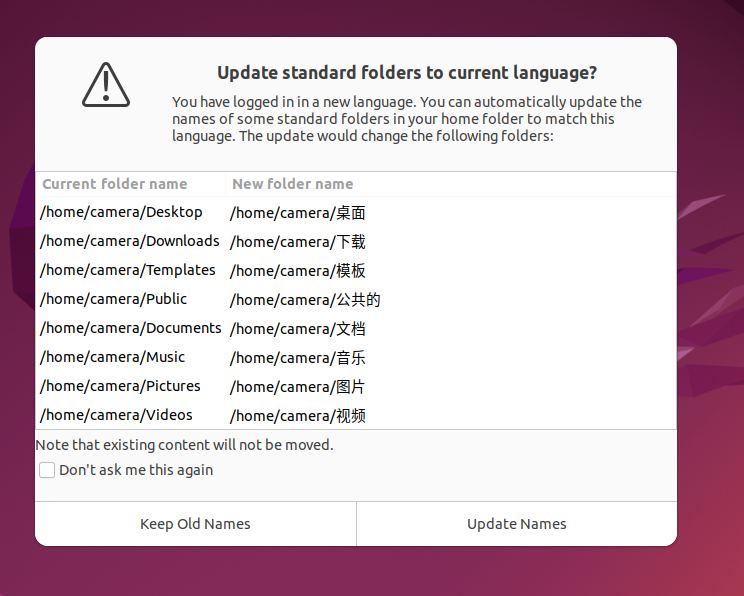 Update standard folders to current language?
You have logged in in a new language. You can automatically update the
names of some standard folders in your home folder to match this
language. The update would change the following folders:
Current folder name New folder name
/home/camera/Desktop /home/camera/桌面
/home/camera/Downloads /home/camera/下载
/home/camera/Templates /home/camera/模板
/home/camera/Public /home/camera/公共的
/home/camera/Documents /home/camera/文档
/home/camera/Music /home/camera/音乐
/home/camera/Pictures /home/camera/图片
/home/camera/Videos /home/camera/视频
Note that existing content will not be moved.
Don't ask me this again
Keep Old Names Update Names